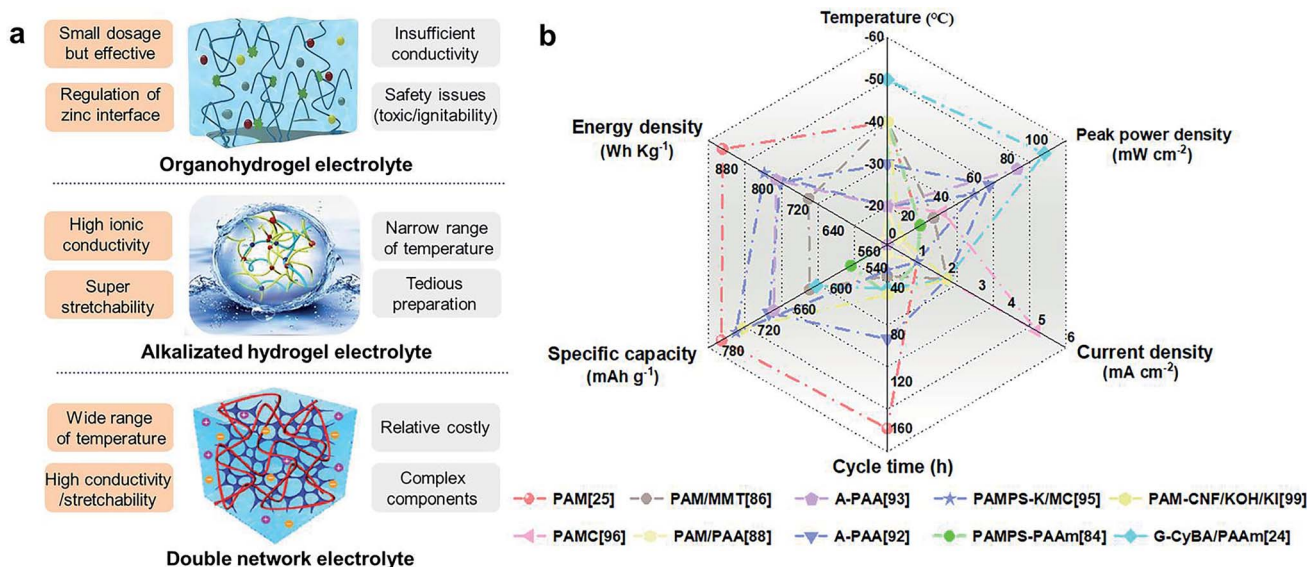 a
Small dosage
but effective
Insufficient
conductivity
Regulation of
zinc interface
Safety issues
(toxic/ignitability)
Organohydrogel electrolyte
High ionic
conductivity
Narrow range
of temperature
Super
stretchability
Tedious
preparation
Alkalizated hydrogel electrolyte
Wide range
of temperature
Relative costly
High conductivity
/stretchability
Complex
components
Double network electrolyte
b
Temperature (°C)
-60
-50
-40
-30
-20
Peak power density
(mW cm-2)
100
80
60
40
20
0
Current density
(mA cm-2)
1
2
3
4
5
6
Cycle time (h)
40
80
120
160
Specific capacity
(mAh g-1)
540
600
660
720
780
Energy density
(Wh Kg-1)
560
640
720
800
880
PAM[25]
PAM/MMT[86]
A-PAA[93]
PAMPS-K/MC[95]
PAM-CNF/KOH/KI[99]
PAMC[96]
PAM/PAA[88]
A-PAA[92]
PAMPS-PAAm[84]
G-CyBA/PAAm[24]